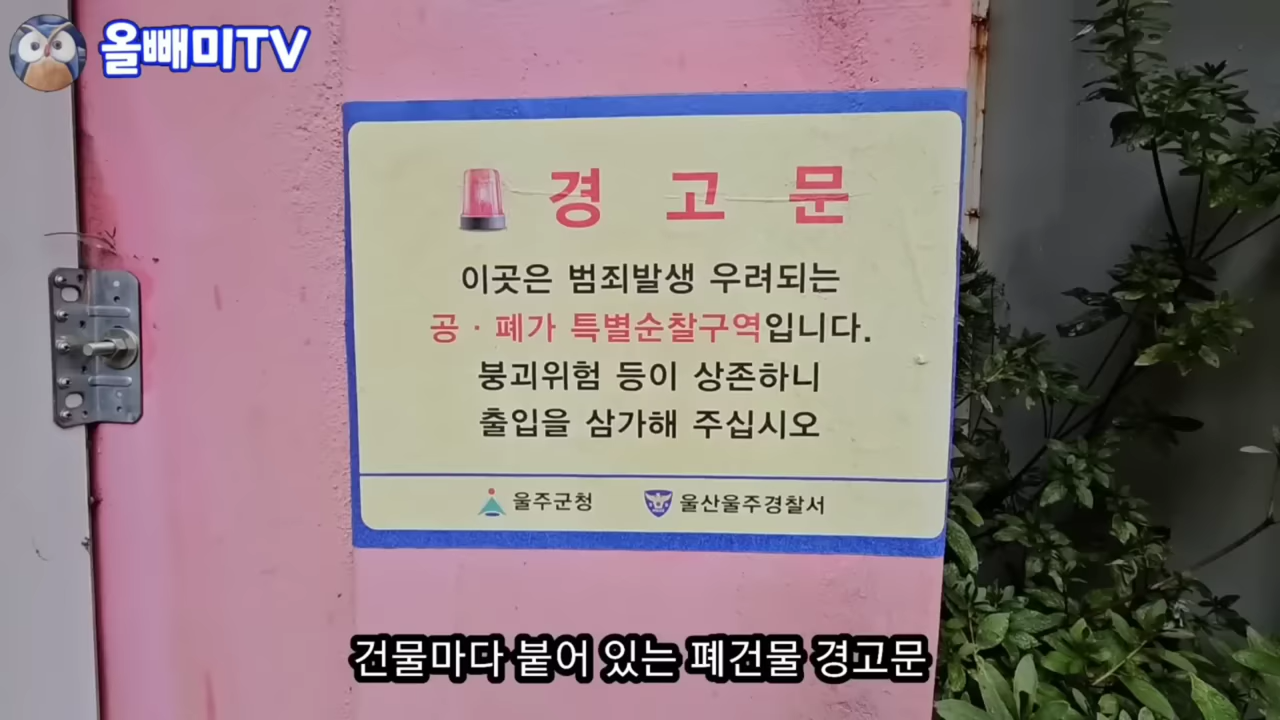 올빼미TV
경 고 문
이곳은 범죄발생 우려되는
공·폐가 특별순찰구역입니다.
붕괴위험 등이 상존하니
출입을 삼가해 주십시오
울주군청 울산울주경찰서
건물마다 붙어 있는 폐건물 경고문